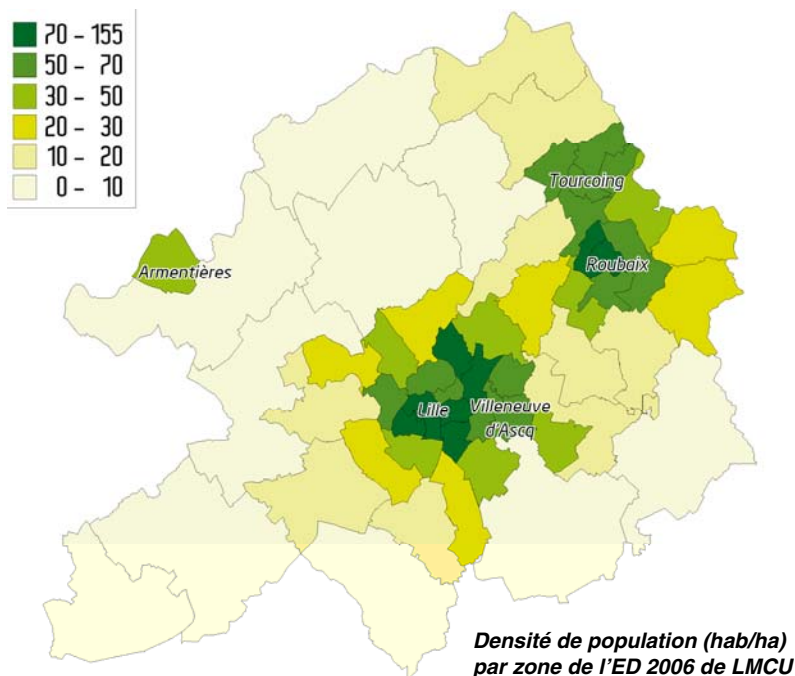 70 - 155
50 - 70
30 - 50
20 - 30
10 - 20
0 - 10
Tourcoing
Armentières
Roubaix
Lille
Villeneuve
d'Ascq
Densité de population (hab/ha)
par zone de l'ED 2006 de LMCU